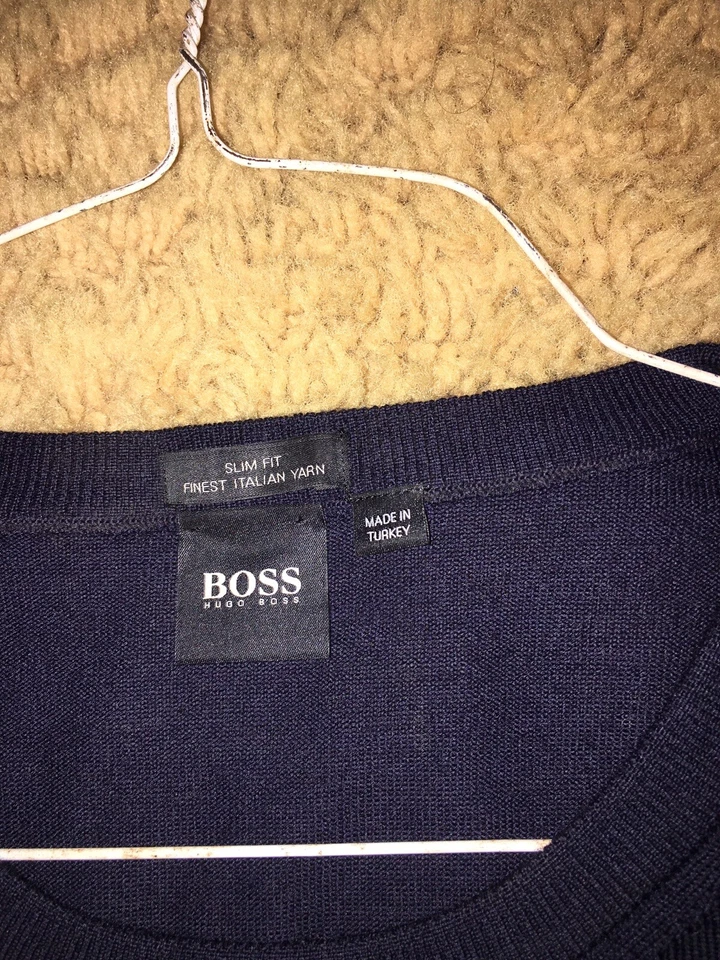 SLIM FIT
FINEST ITALIAN YARN
MADE IN
TURKEY
BOSS
HUGO BOSS